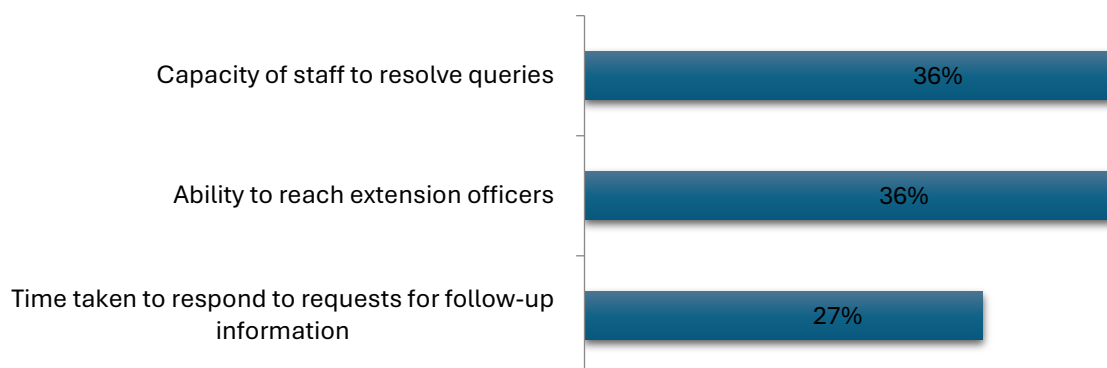 Capacity of staff to resolve queries
36%
Ability to reach extension officers
36%
Time taken to respond to requests for follow-up
information
27%